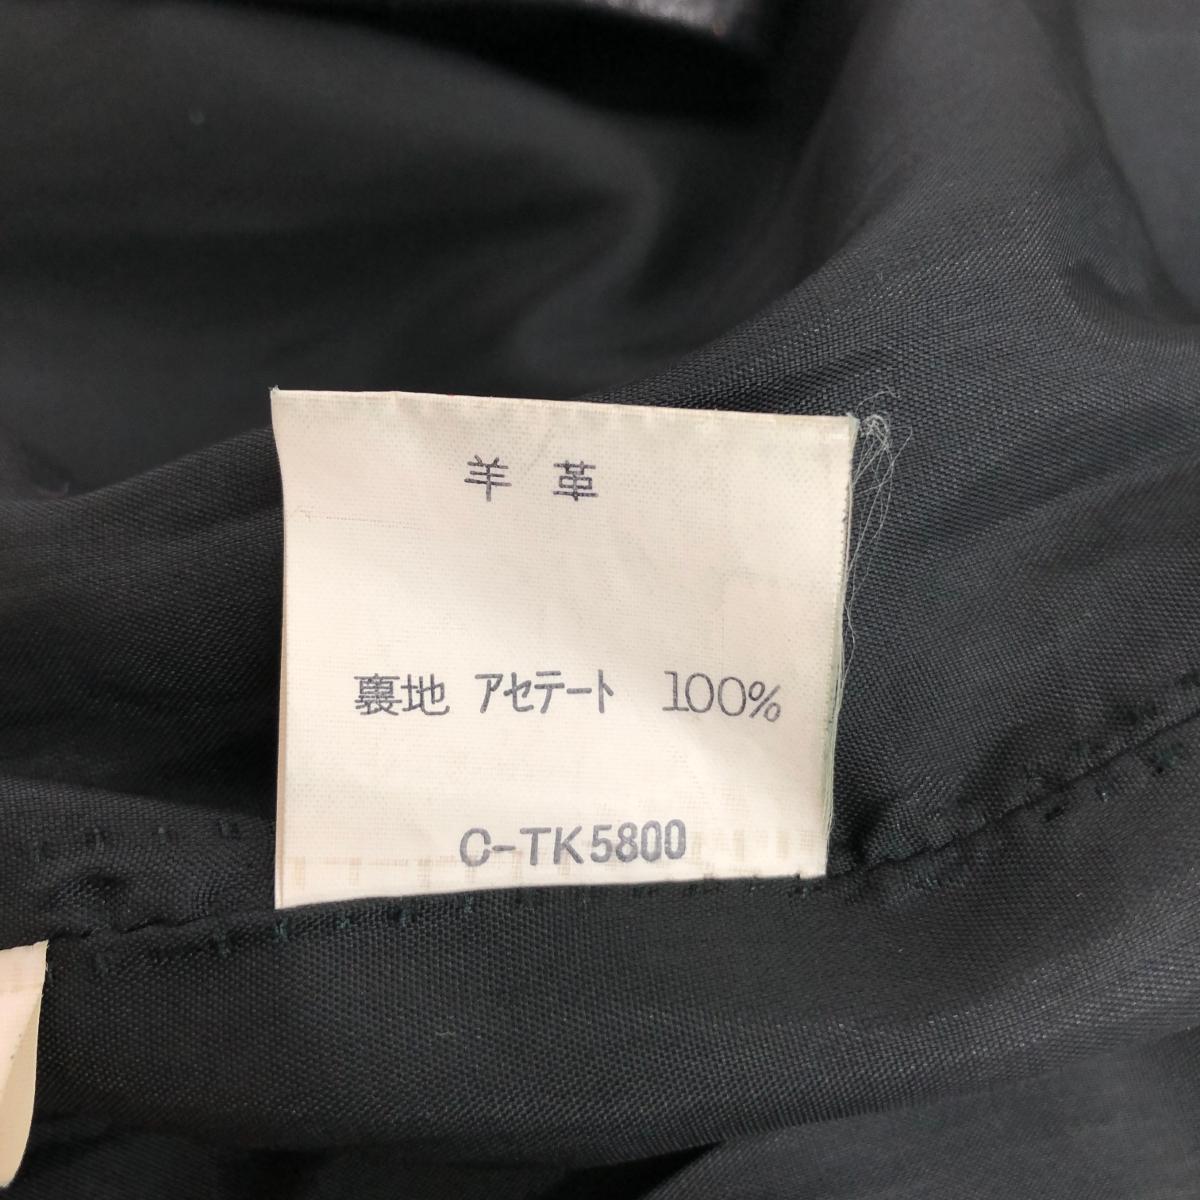 羊 革
裏地 アセテート 100%
C-TK5800